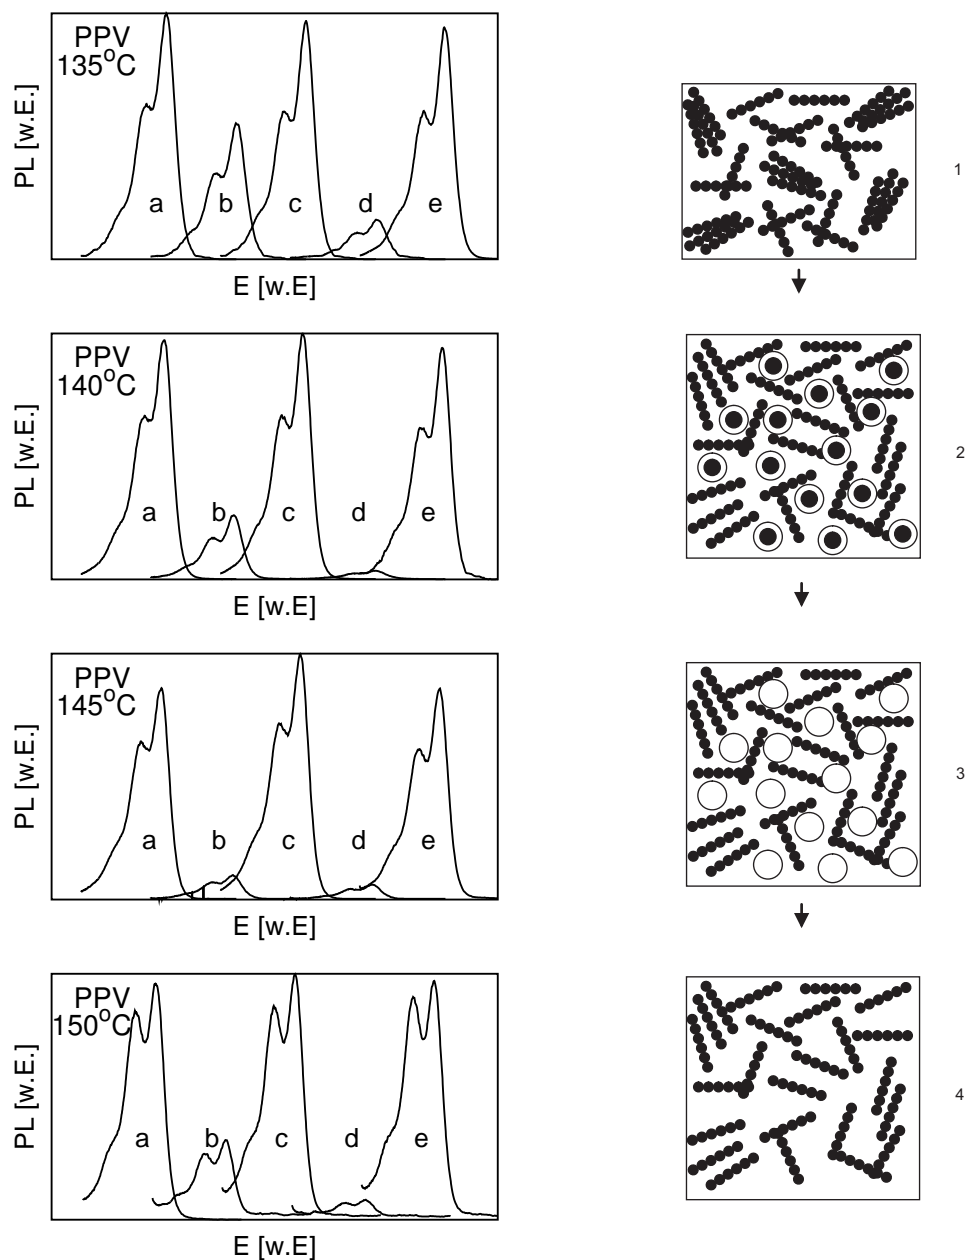 PPV
135°C
PL [w.E.]
a b c d e
E [w.E]
1
PPV
140°C
PL [w.E.]
a b c d e
E [w.E]
2
PPV
145°C
PL [w.E.]
a b c d e
E [w.E]
3
PPV
150°C
PL [w.E.]
a b c d e
E [w.E]
4